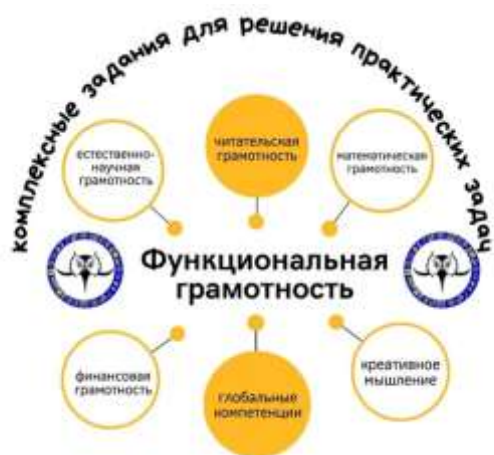 комплексные задания для решения практических задач
естественно-
научная
грамотность
читательская
грамотность
математическая
грамотность
Функциональная
грамотность
финансовая
грамотность
глобальные
компетенции
креативное
мышление